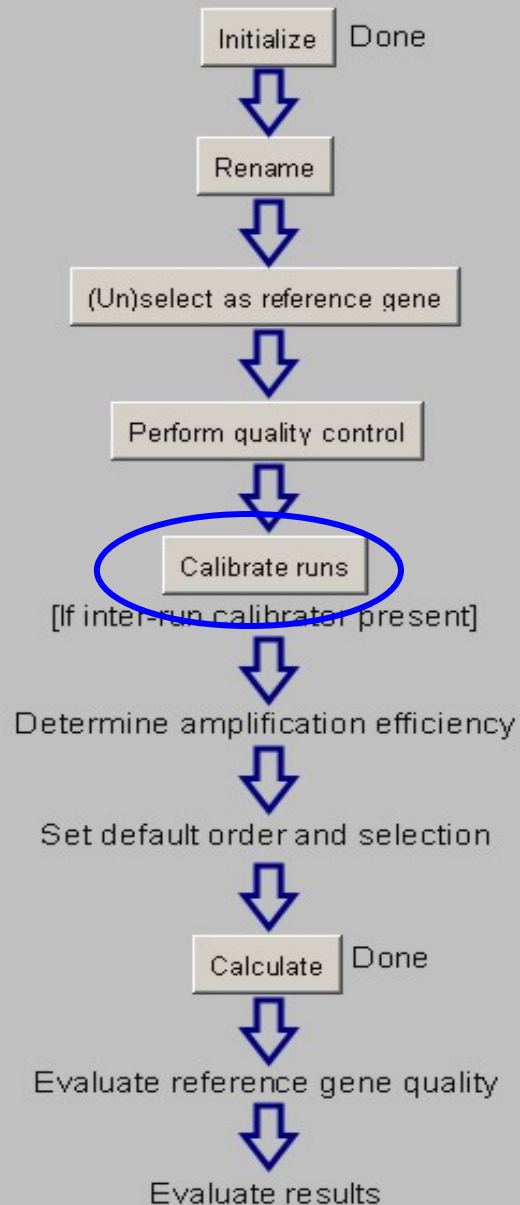 Initialize Done
Rename
(Un)select as reference gene
Perform quality control
Calibrate runs
[If inter-run calibrator present]
Determine amplification efficiency
Set default order and selection
Calculate Done
Evaluate reference gene quality
Evaluate results